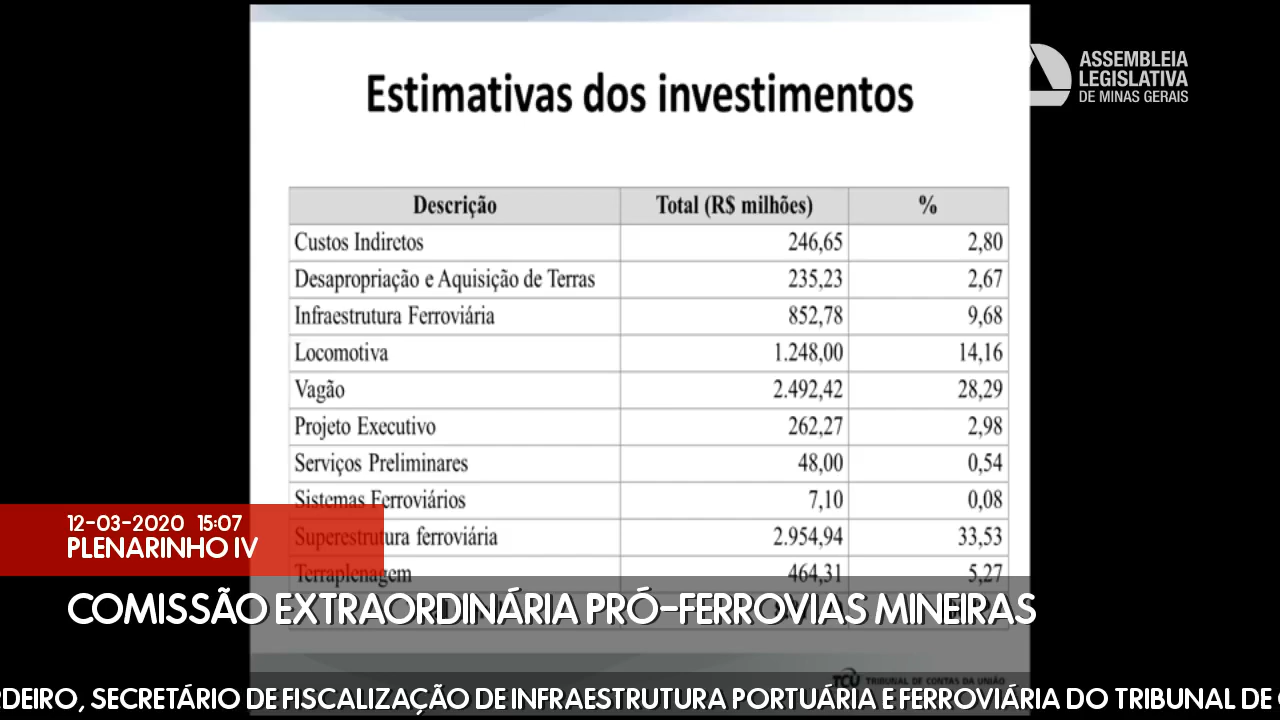 Estimativas dos investimentos
ASSEMBLEIA
LEGISLATIVA
DE MINAS GERAIS
Descrição Total (R$ milhões) %
Custos Indiretos 246,65 2,80
Desapropriação e Aquisição de Terras 235,23 2,67
Infraestrutura Ferroviária 852,78 9,68
Locomotiva 1.248,00 14,16
Vagão 2.492,42 28,29
Projeto Executivo 262,27 2,98
Serviços Preliminares 48,00 0,54
Sistemas Ferroviários 7,10 0,08
Superestrutura ferroviária 2.954,94 33,53
Terraplenagem 464,31 5,27
12-03-2020 15:07
PLENARINHO IV
COMISSÃO EXTRAORDINÁRIA PRÓ-FERROVIAS MINEIRAS
TCU TRIBUNAL DE CONTAS DA UNIÃO
RDEIRO, SECRETÁRIO DE FISCALIZAÇÃO DE INFRAESTRUTURA PORTUÁRIA E FERROVIÁRIA DO TRIBUNAL DE